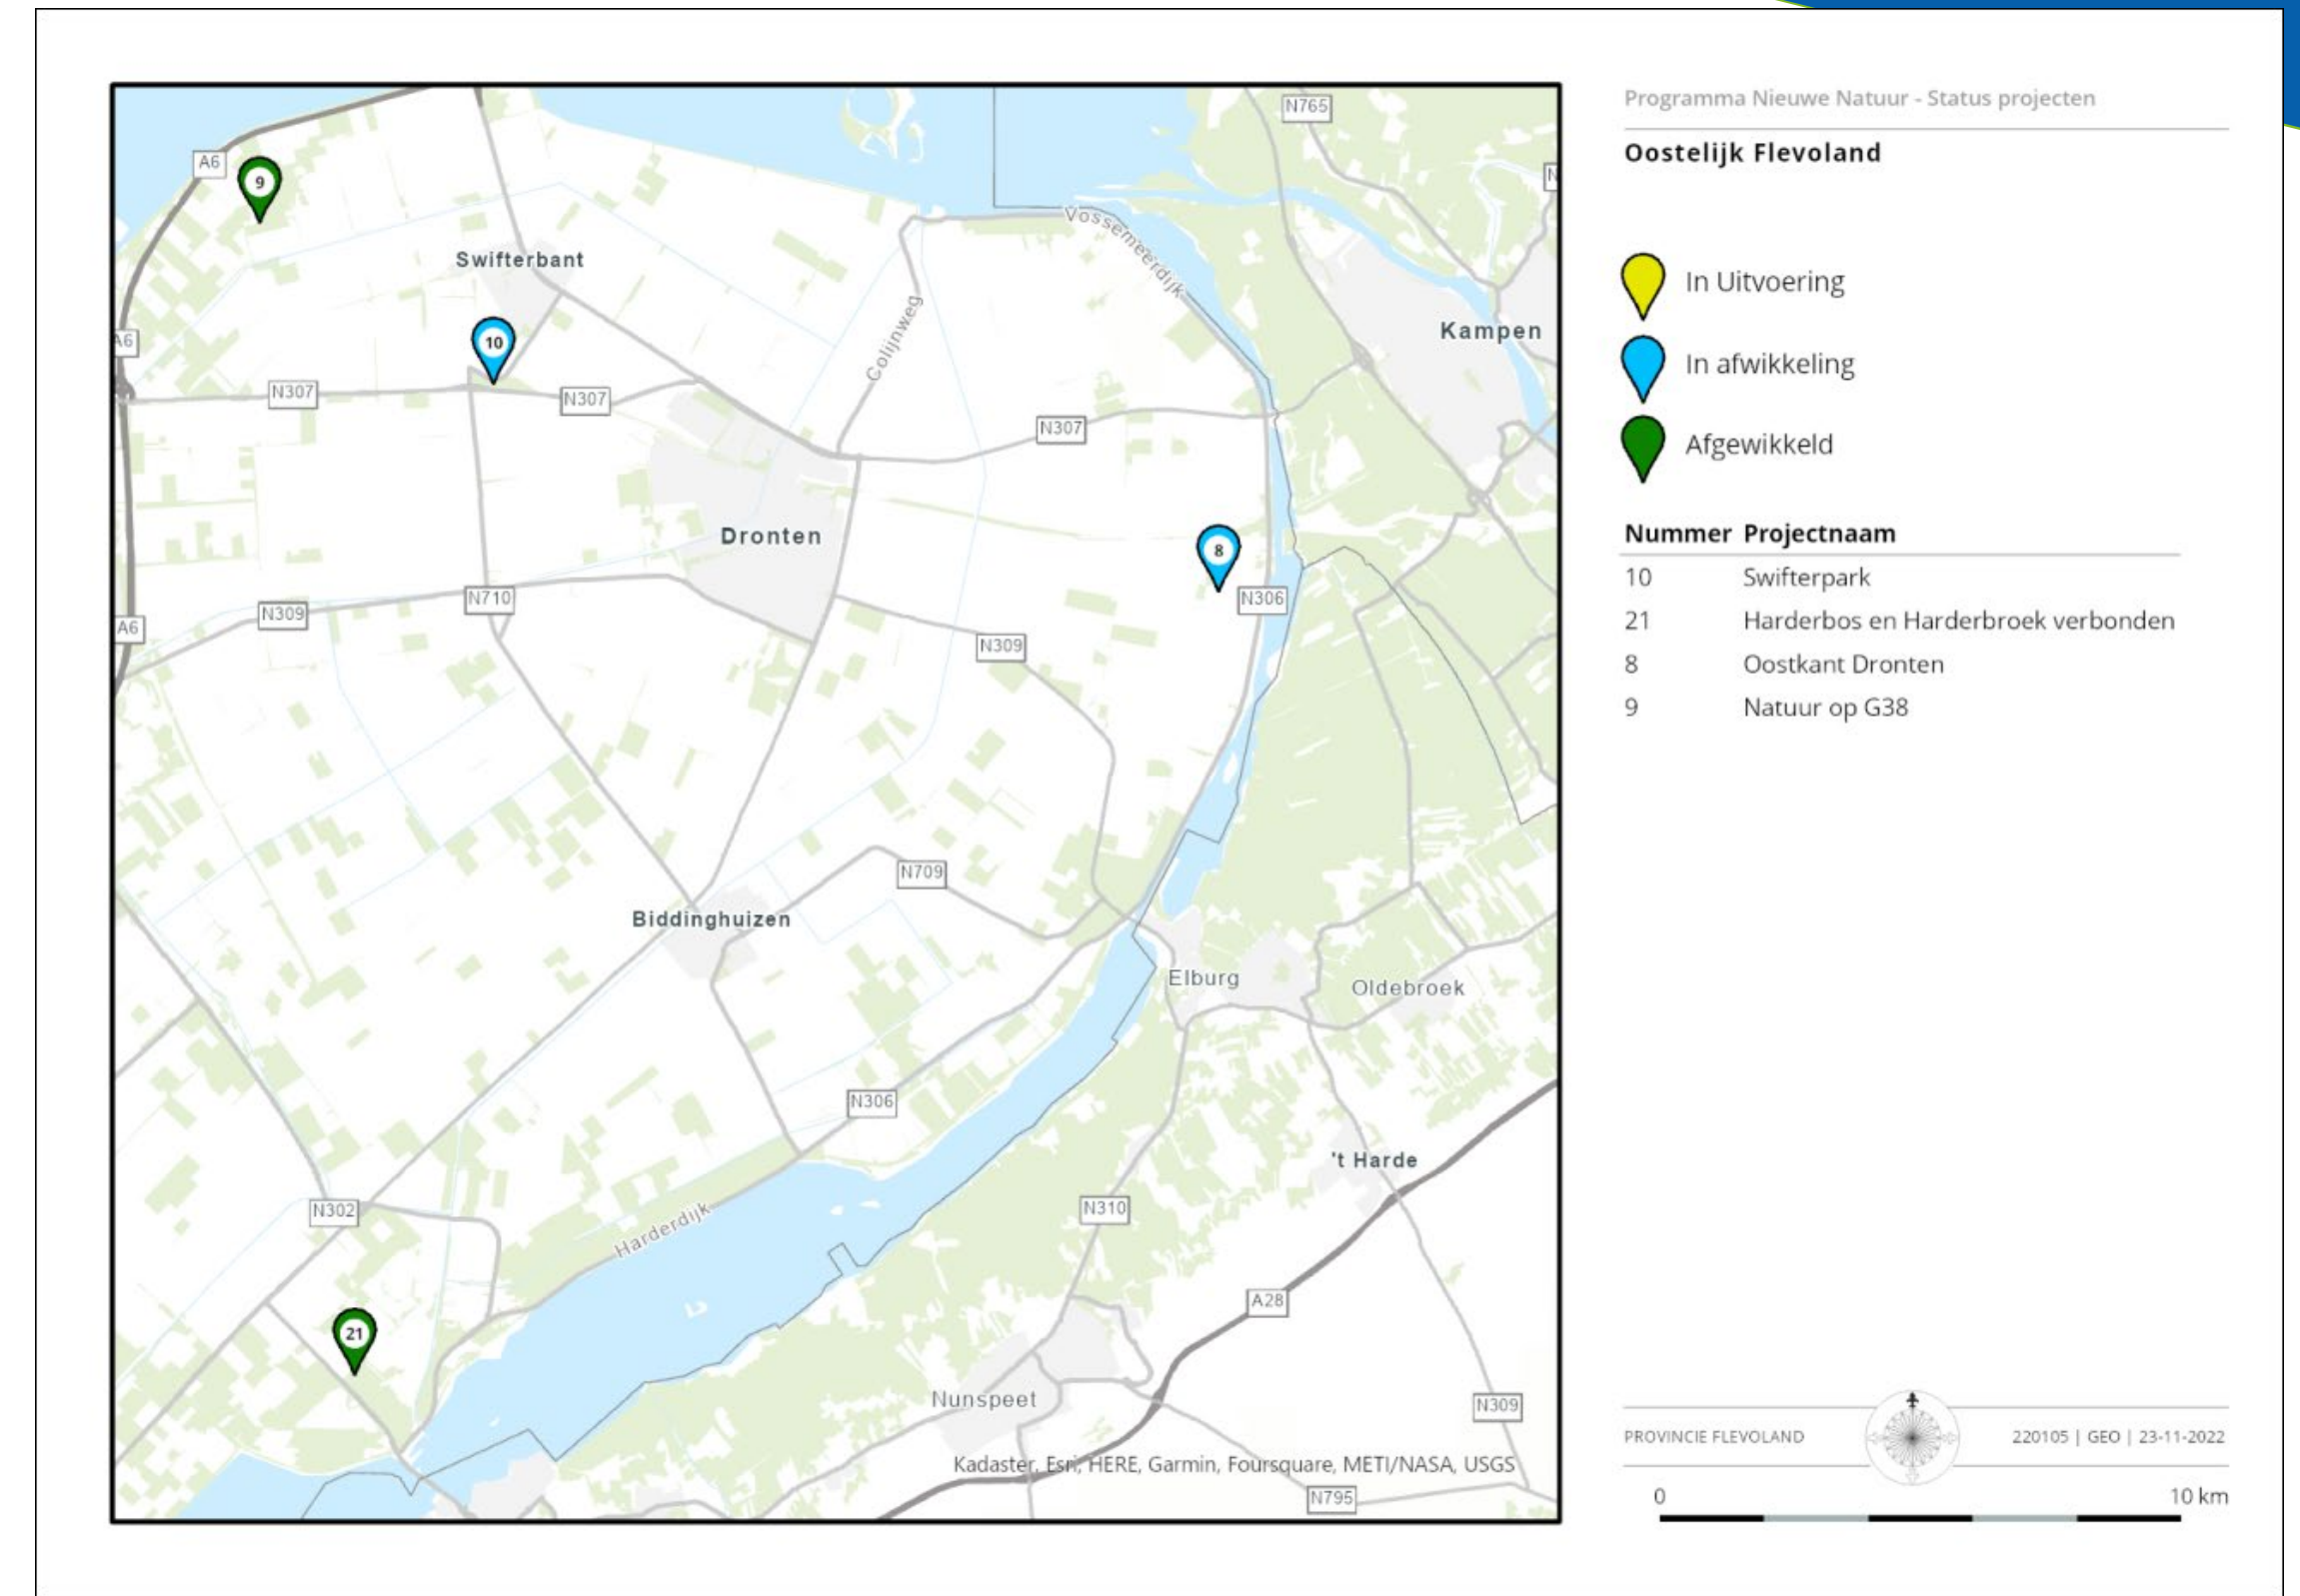 Programma Nieuwe Natuur - Status projecten
Oostelijk Flevoland
In Uitvoering
In afwikkeling
Afgewikkeld
Nummer Projectnaam
10 Swifterpark
21 Harderbos en Harderbroek verbonden
8 Oostkant Dronten
9 Natuur op G38
N765
A6
9
N
Vossemeerdijk
Swifterbant
Colijnweg
Kampen
A6
10
N307
N307
N307
Dronten
8
N710
N306
N309
A6
N309
N709
Biddinghuizen
Elburg
Oldebroek
N306
't Harde
N302
Harderdijk
N310
A28
21
Nunspeet
N309
Kadaster, Esri, HERE, Garmin, Foursquare, METI/NASA, USGS
N795
PROVINCIE FLEVOLAND
220105 | GEO | 23-11-2022
0 10 km